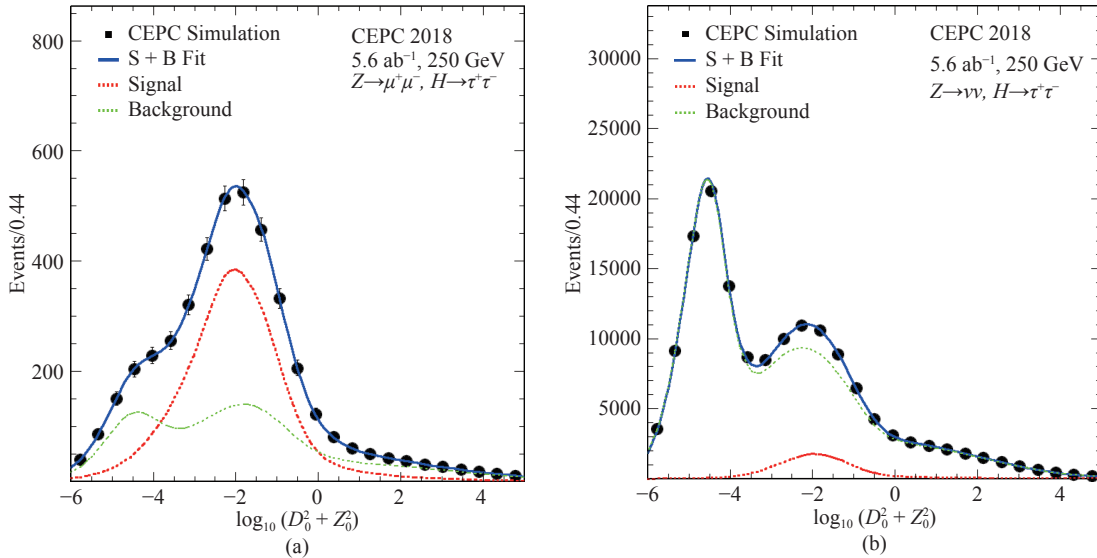 CEPC Simulation
S + B Fit
Signal
Background
CEPC 2018
5.6 ab⁻¹, 250 GeV
Z→μ⁺μ⁻, H→τ⁺τ⁻
Events/0.44
800
600
400
200
−6 −4 −2 0 2 4
log₁₀ (D₀² + Z₀²)
(a)
CEPC Simulation
S + B Fit
Signal
Background
CEPC 2018
5.6 ab⁻¹, 250 GeV
Z→νν, H→τ⁺τ⁻
Events/0.44
30000
25000
20000
15000
10000
5000
0
−6 −4 −2 0 2 4
log₁₀ (D₀² + Z₀²)
(b)